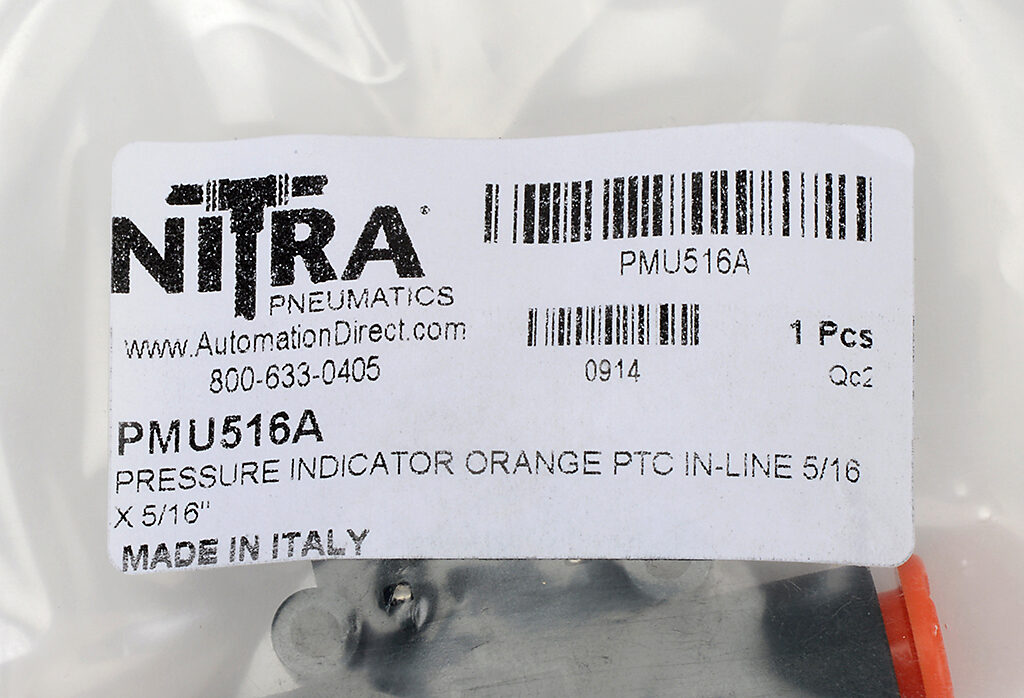 NITRA®
PNEUMATICS
www.AutomationDirect.com
800-633-0405
PMU516A
0914
1 Pcs
Qc2
PMU516A
PRESSURE INDICATOR ORANGE PTC IN-LINE 5/16
X 5/16"
MADE IN ITALY